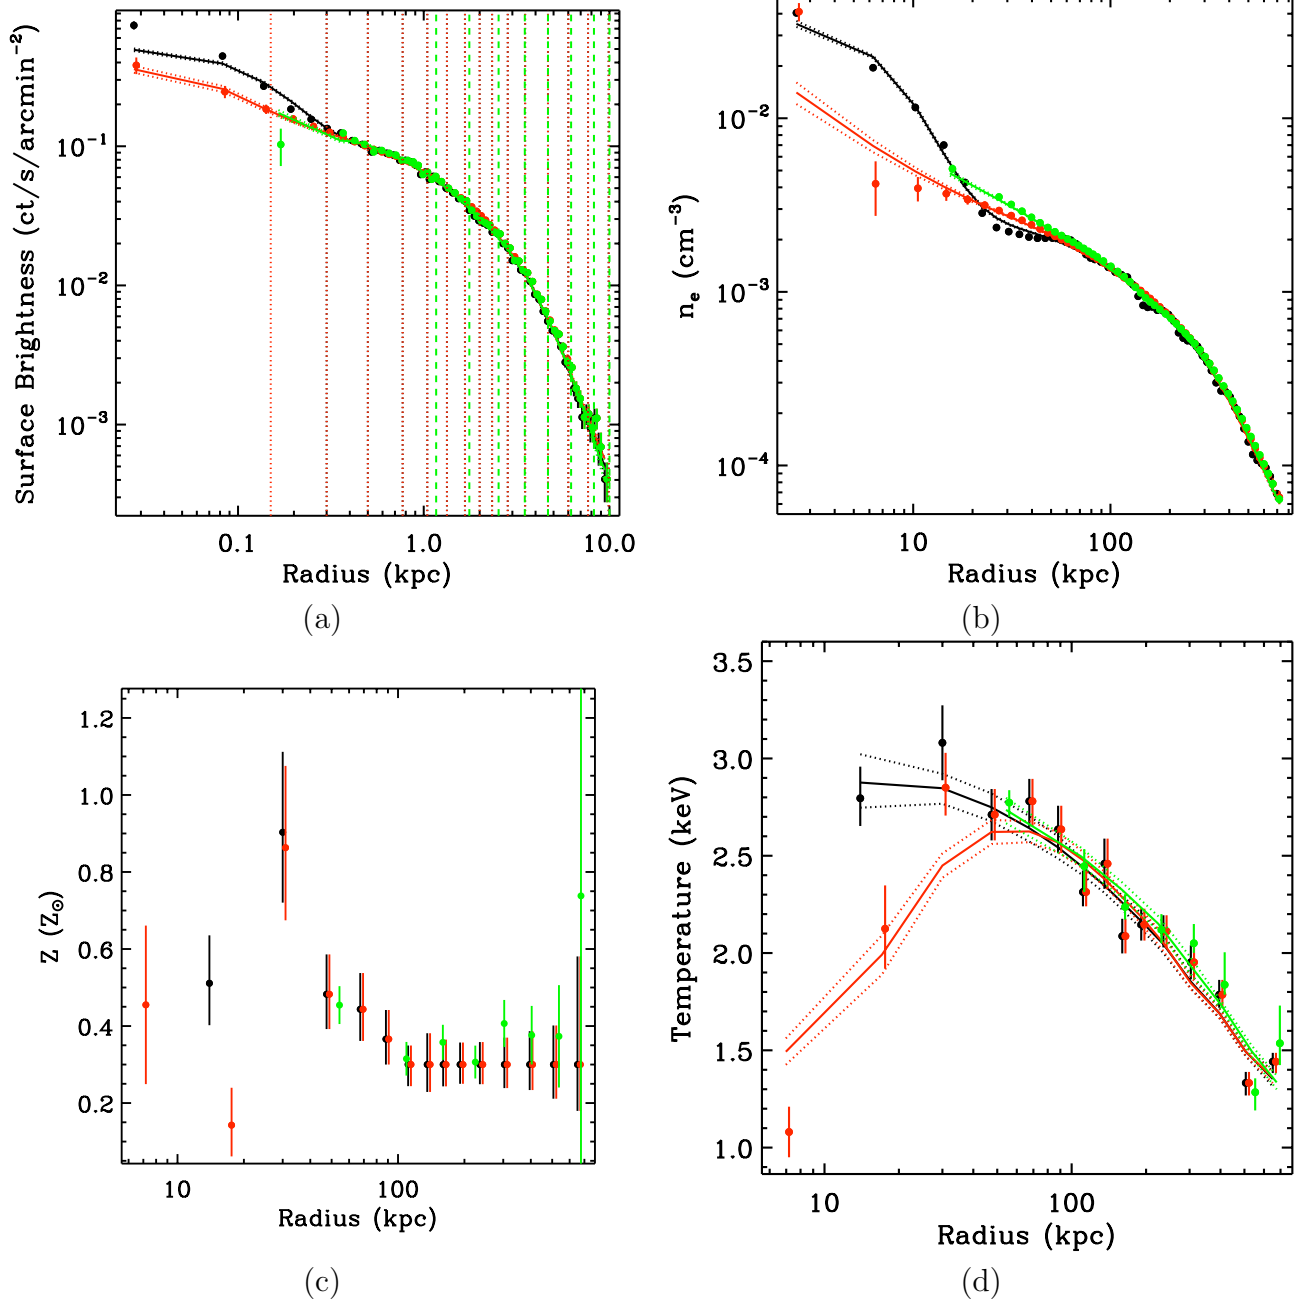 Surface Brightness (ct/s/arcmin⁻²)
10⁻¹
10⁻²
10⁻³
0.1 1.0 10.0
Radius (kpc)
(a)
nₑ (cm⁻³)
10⁻²
10⁻³
10⁻⁴
10 100
Radius (kpc)
(b)
Z (Z⊙)
1.2
1.0
0.8
0.6
0.4
0.2
10 100
Radius (kpc)
(c)
Temperature (keV)
3.5
3.0
2.5
2.0
1.5
1.0
10 100
Radius (kpc)
(d)